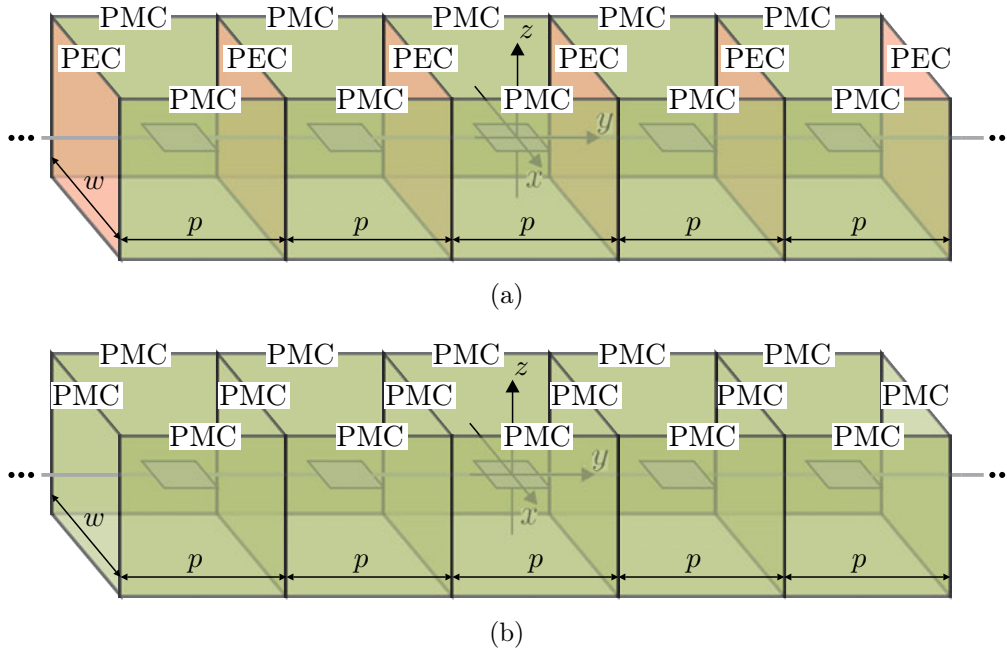 PMC PMC PMC z PMC PMC
PEC PEC PEC PEC PEC PEC
PMC PMC PMC PMC PMC
••• y •••
x
w
p p p p p
(a)
PMC PMC PMC z PMC PMC
PMC PMC PMC PMC PMC PMC
PMC PMC PMC PMC PMC
••• y •••
x
w
p p p p p
(b)